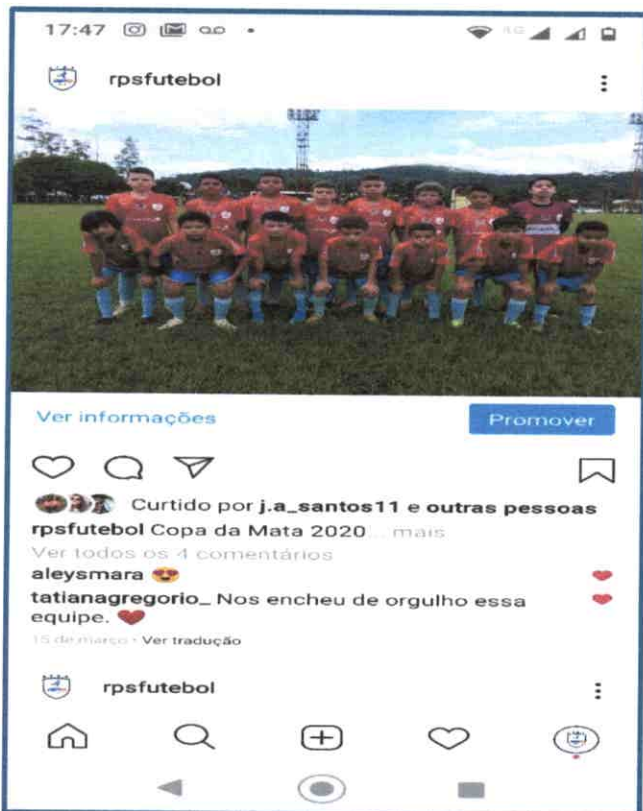 17:47
rpsfutebol
Ver informações
Promover
Curtido por j.a_santos11 e outras pessoas
rpsfutebol Copa da Mata 2020... mais
Ver todos os 4 comentários
aleysmara 😍
tatianagregorio_ Nos encheu de orgulho essa
equipe. ❤️
15 de março · Ver tradução
rpsfutebol